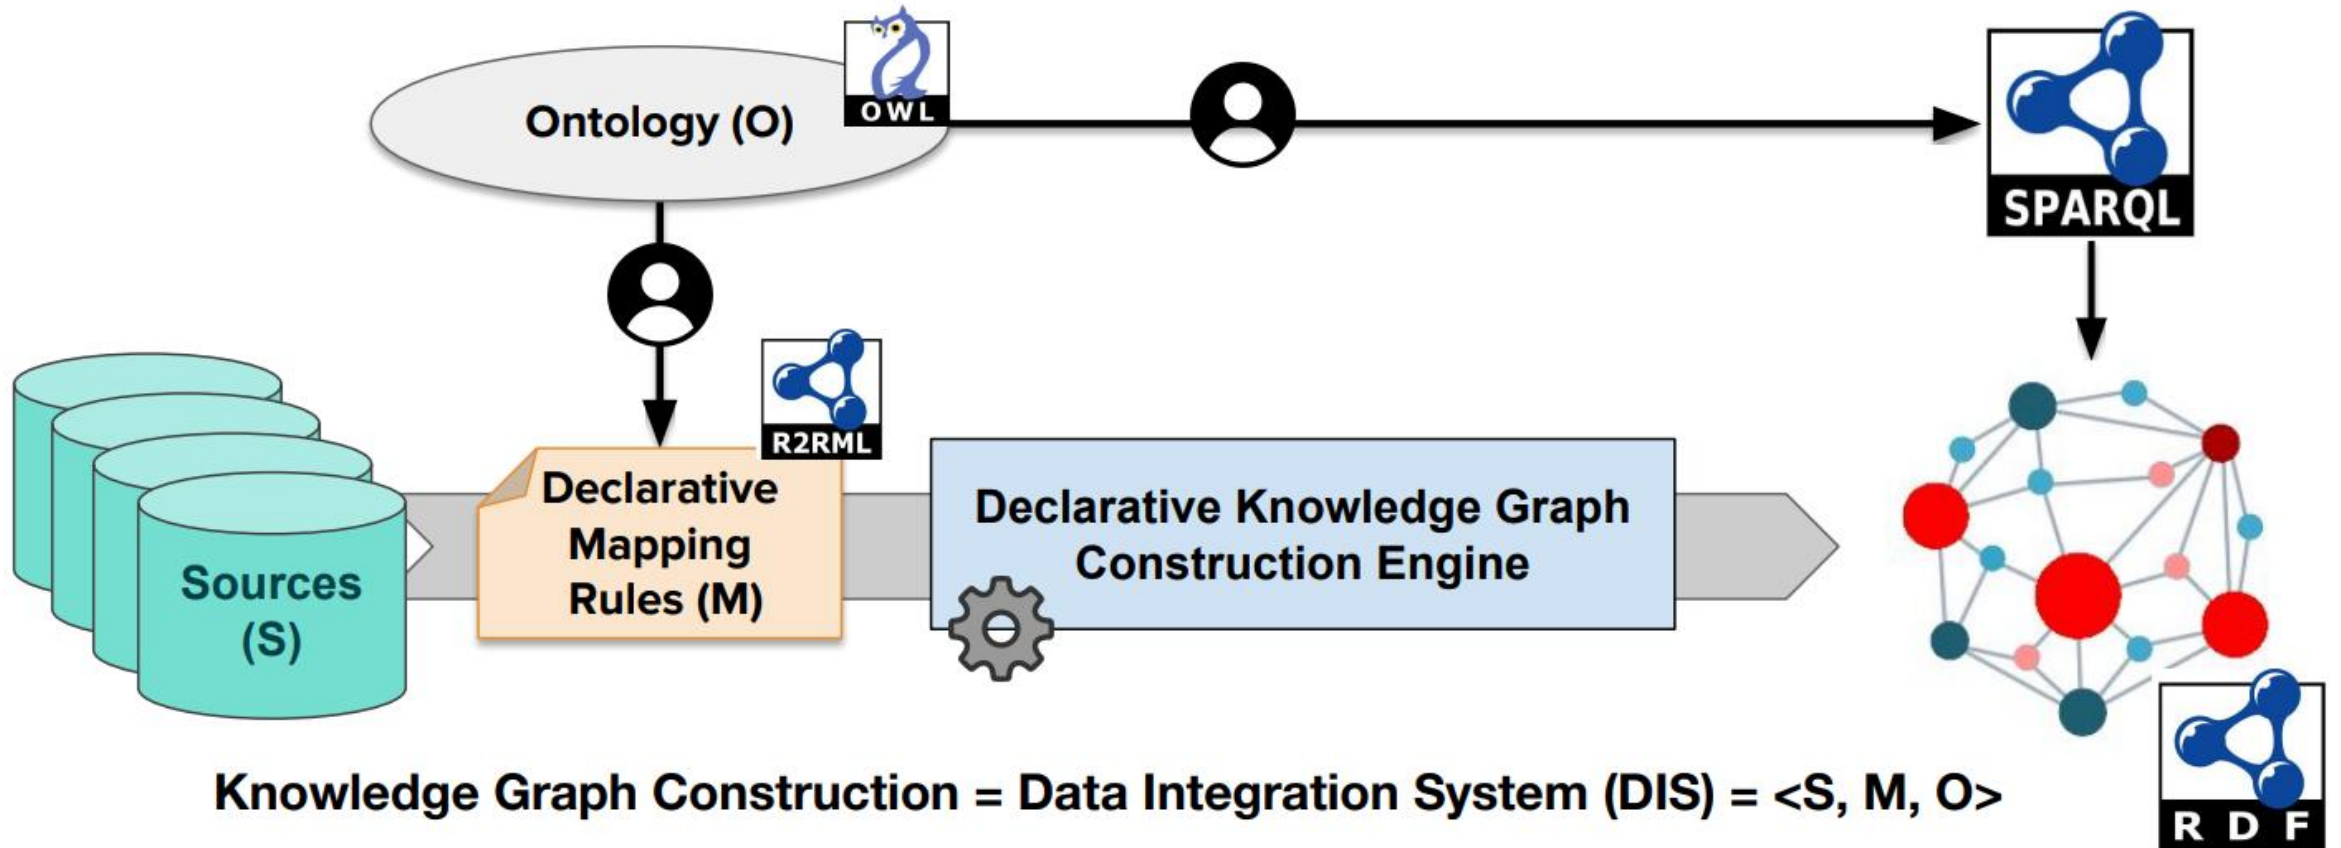 Ontology (O)
OWL
SPARQL
R2RML
Sources
(S)
Declarative
Mapping
Rules (M)
Declarative Knowledge Graph
Construction Engine
Knowledge Graph Construction = Data Integration System (DIS) = <S, M, O>
R D F